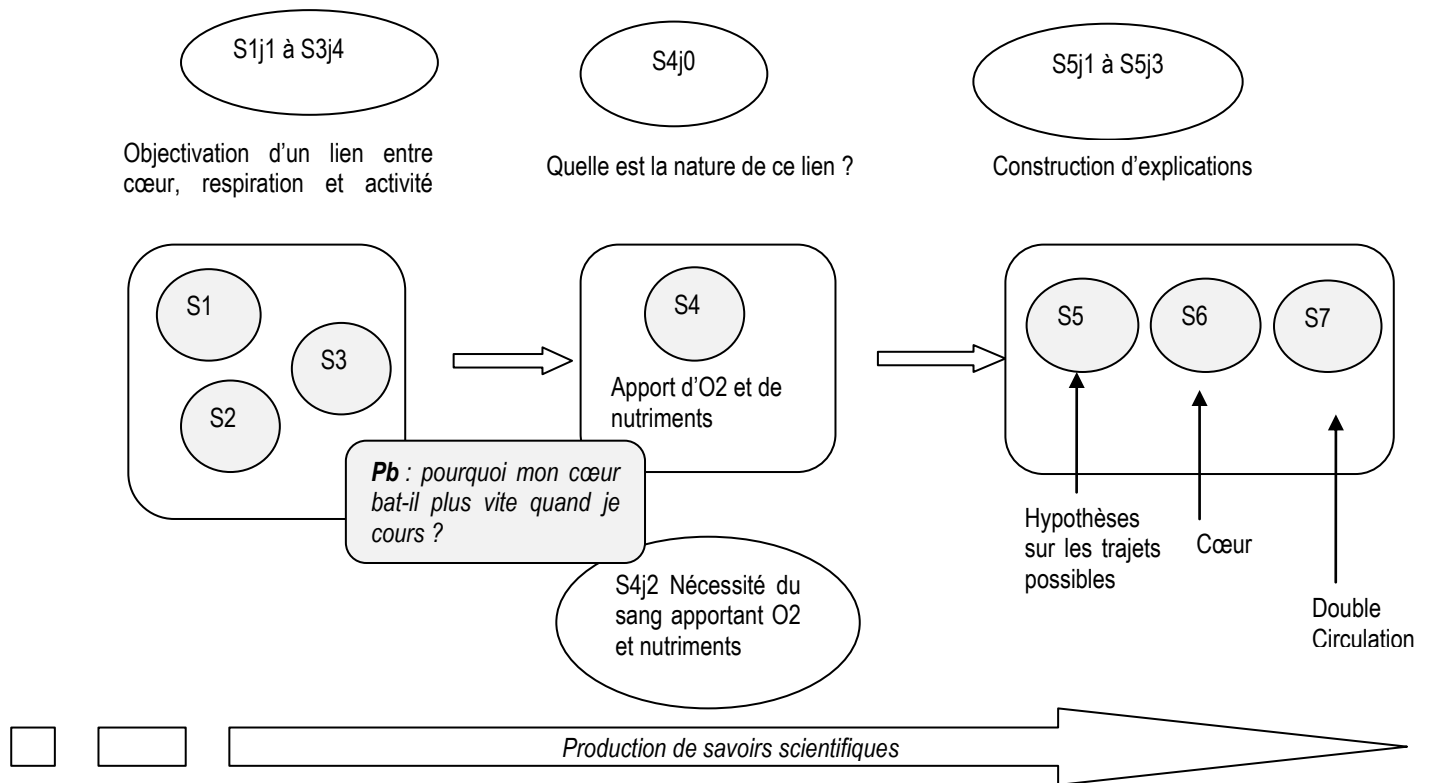 S1j1 à S3j4
S4j0
S5j1 à S5j3
Objectivation d'un lien entre
cœur, respiration et activité
Quelle est la nature de ce lien ?
Construction d'explications
S1
S3
S2
S4
Apport d'O2 et de
nutriments
S5
S6
S7
Pb : pourquoi mon cœur
bat-il plus vite quand je
cours ?
Hypothèses
sur les trajets
possibles
Cœur
Double
Circulation
S4j2 Nécessité du
sang apportant O2
et nutriments
Production de savoirs scientifiques